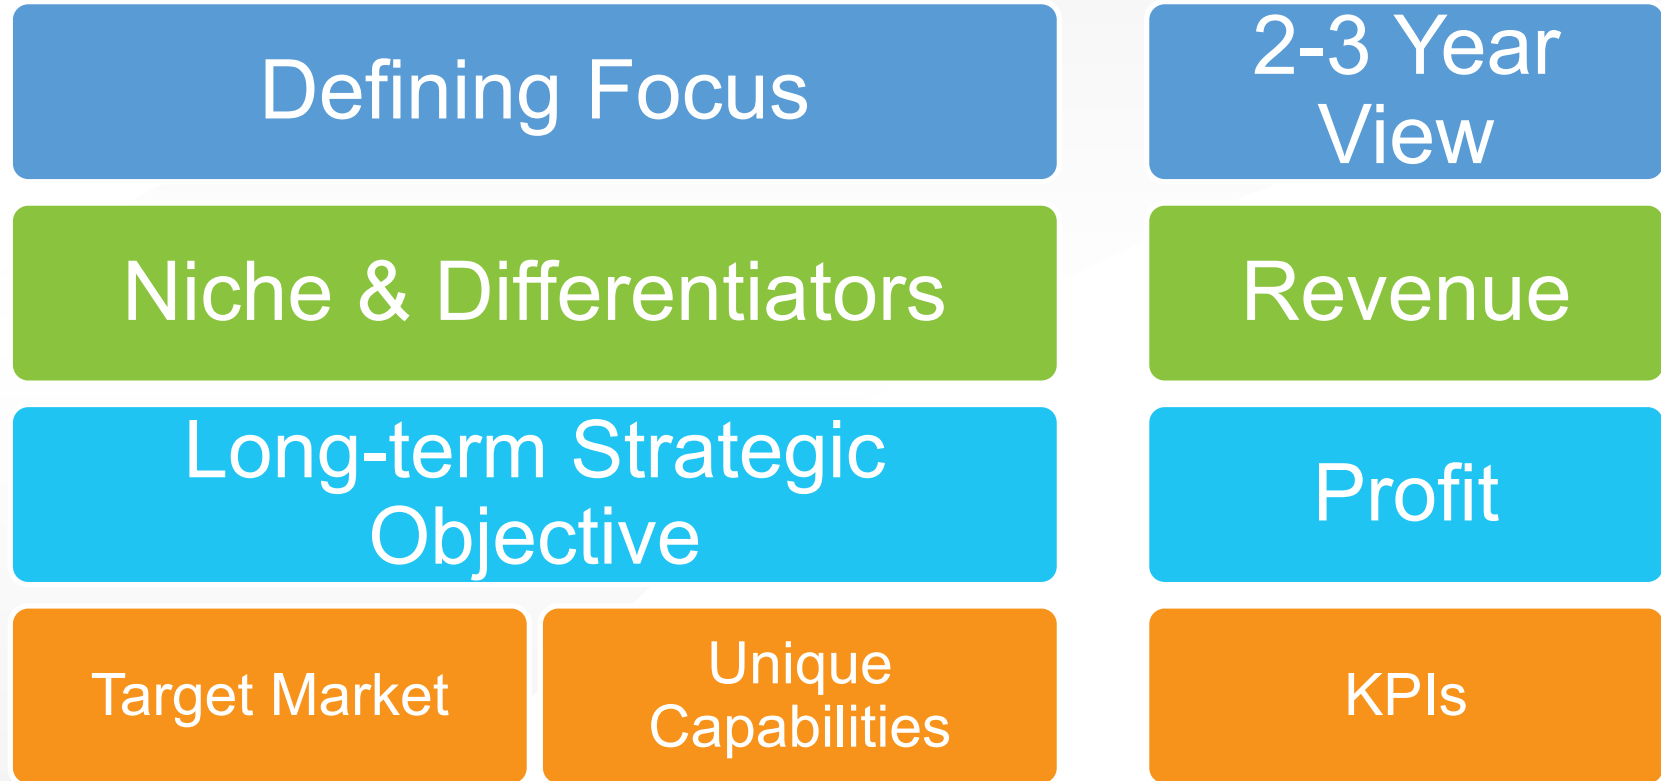 Defining Focus
2-3 Year
View
Niche & Differentiators
Revenue
Long-term Strategic
Objective
Profit
Target Market
Unique
Capabilities
KPIs